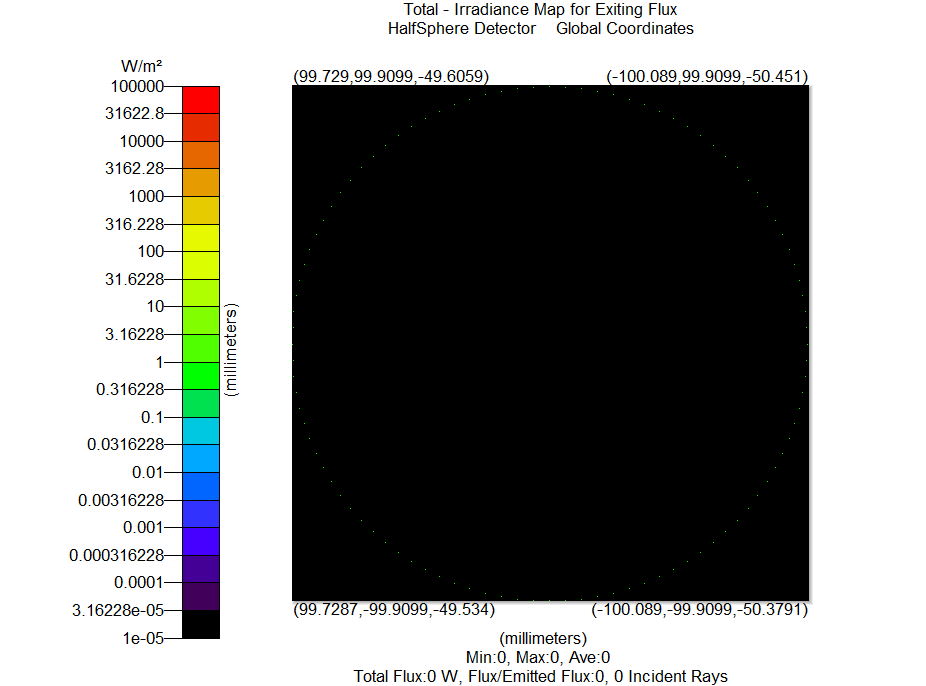 Total - Irradiance Map for Exiting Flux
HalfSphere Detector Global Coordinates
W/m²
(99.729,99.9099,-49.6059) (-100.089,99.9099,-50.451)
100000
31622.8
10000
3162.28
1000
316.228
100
31.6228
10
3.16228
1
0.316228
0.1
0.0316228
0.01
0.00316228
0.001
0.000316228
0.0001
3.16228e-05
1e-05
(millimeters)
(99.7287,-99.9099,-49.534) (-100.089,-99.9099,-50.3791)
(millimeters)
Min:0, Max:0, Ave:0
Total Flux:0 W, Flux/Emitted Flux:0, 0 Incident Rays